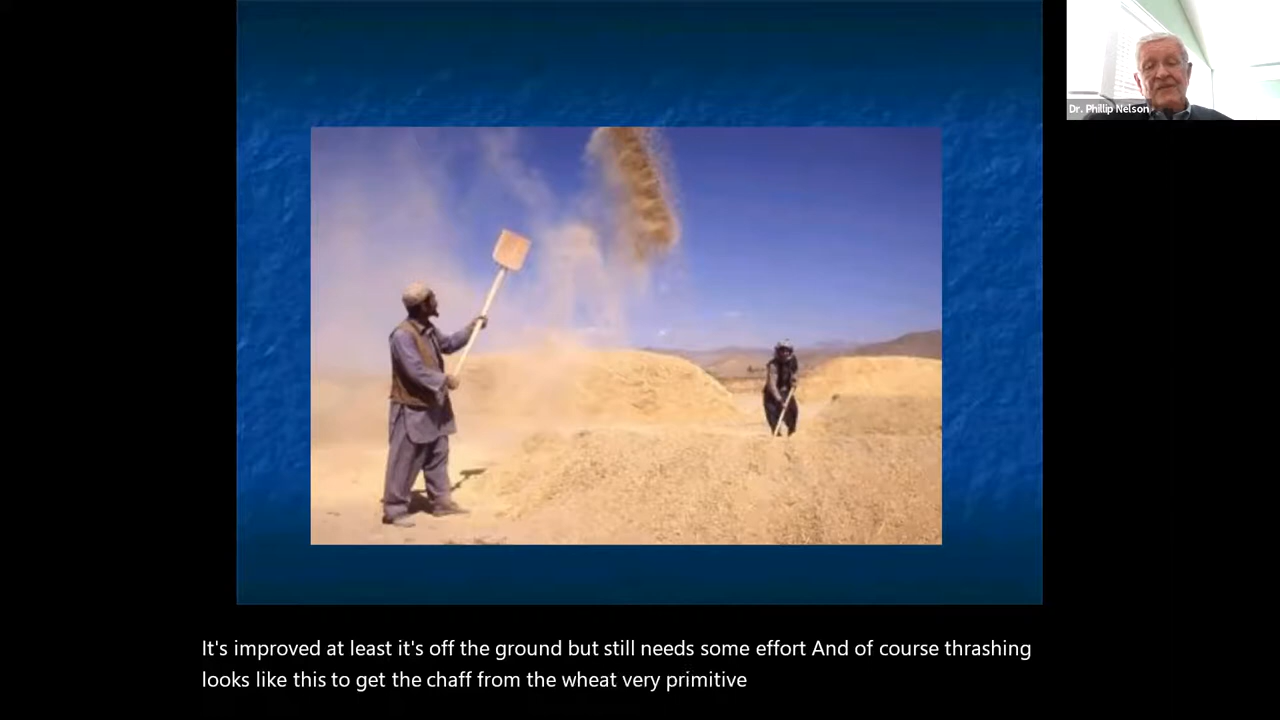 Dr. Phillip Nelson
It's improved at least it's off the ground but still needs some effort And of course thrashing
looks like this to get the chaff from the wheat very primitive